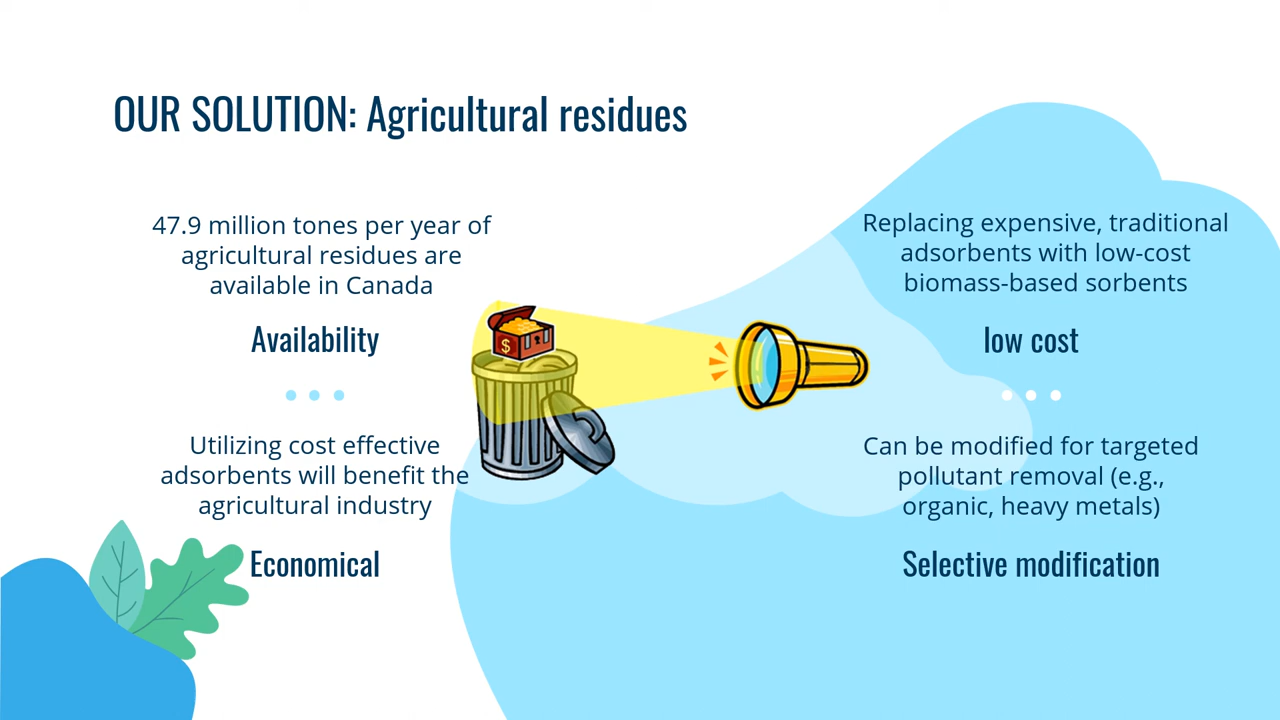 OUR SOLUTION: Agricultural residues
47.9 million tones per year of
agricultural residues are
available in Canada
Availability
Utilizing cost effective
adsorbents will benefit the
agricultural industry
Economical
$
Replacing expensive, traditional
adsorbents with low-cost
biomass-based sorbents
low cost
Can be modified for targeted
pollutant removal (e.g.,
organic, heavy metals)
Selective modification